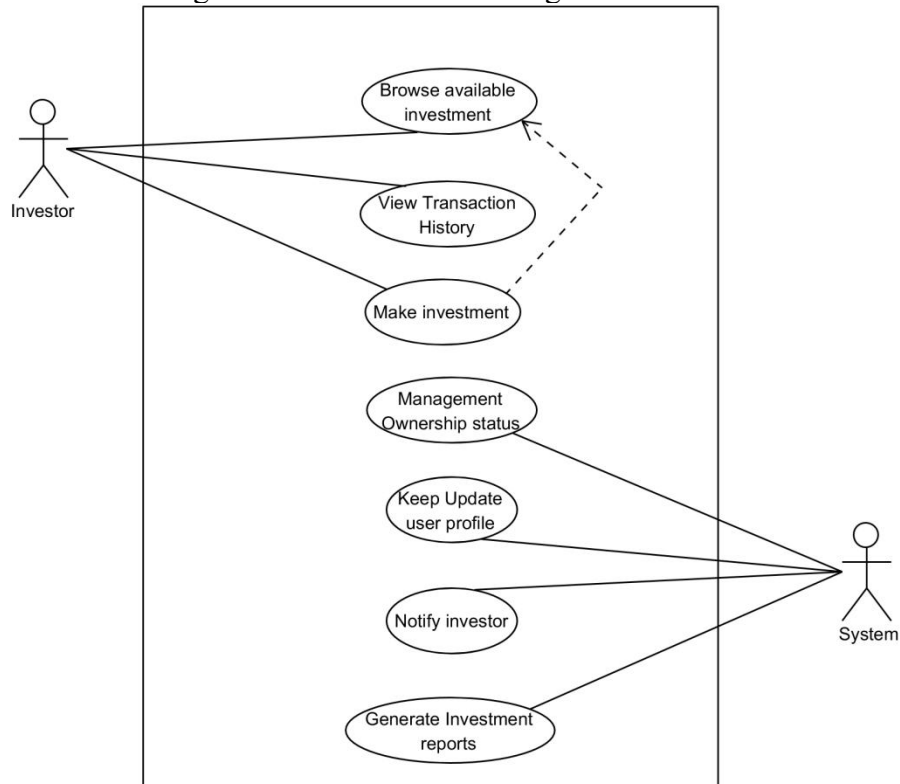 Browse available
investment
Investor
View Transaction
History
Make investment
Management
Ownership status
Keep Update
user profile
Notify investor
System
Generate Investment
reports